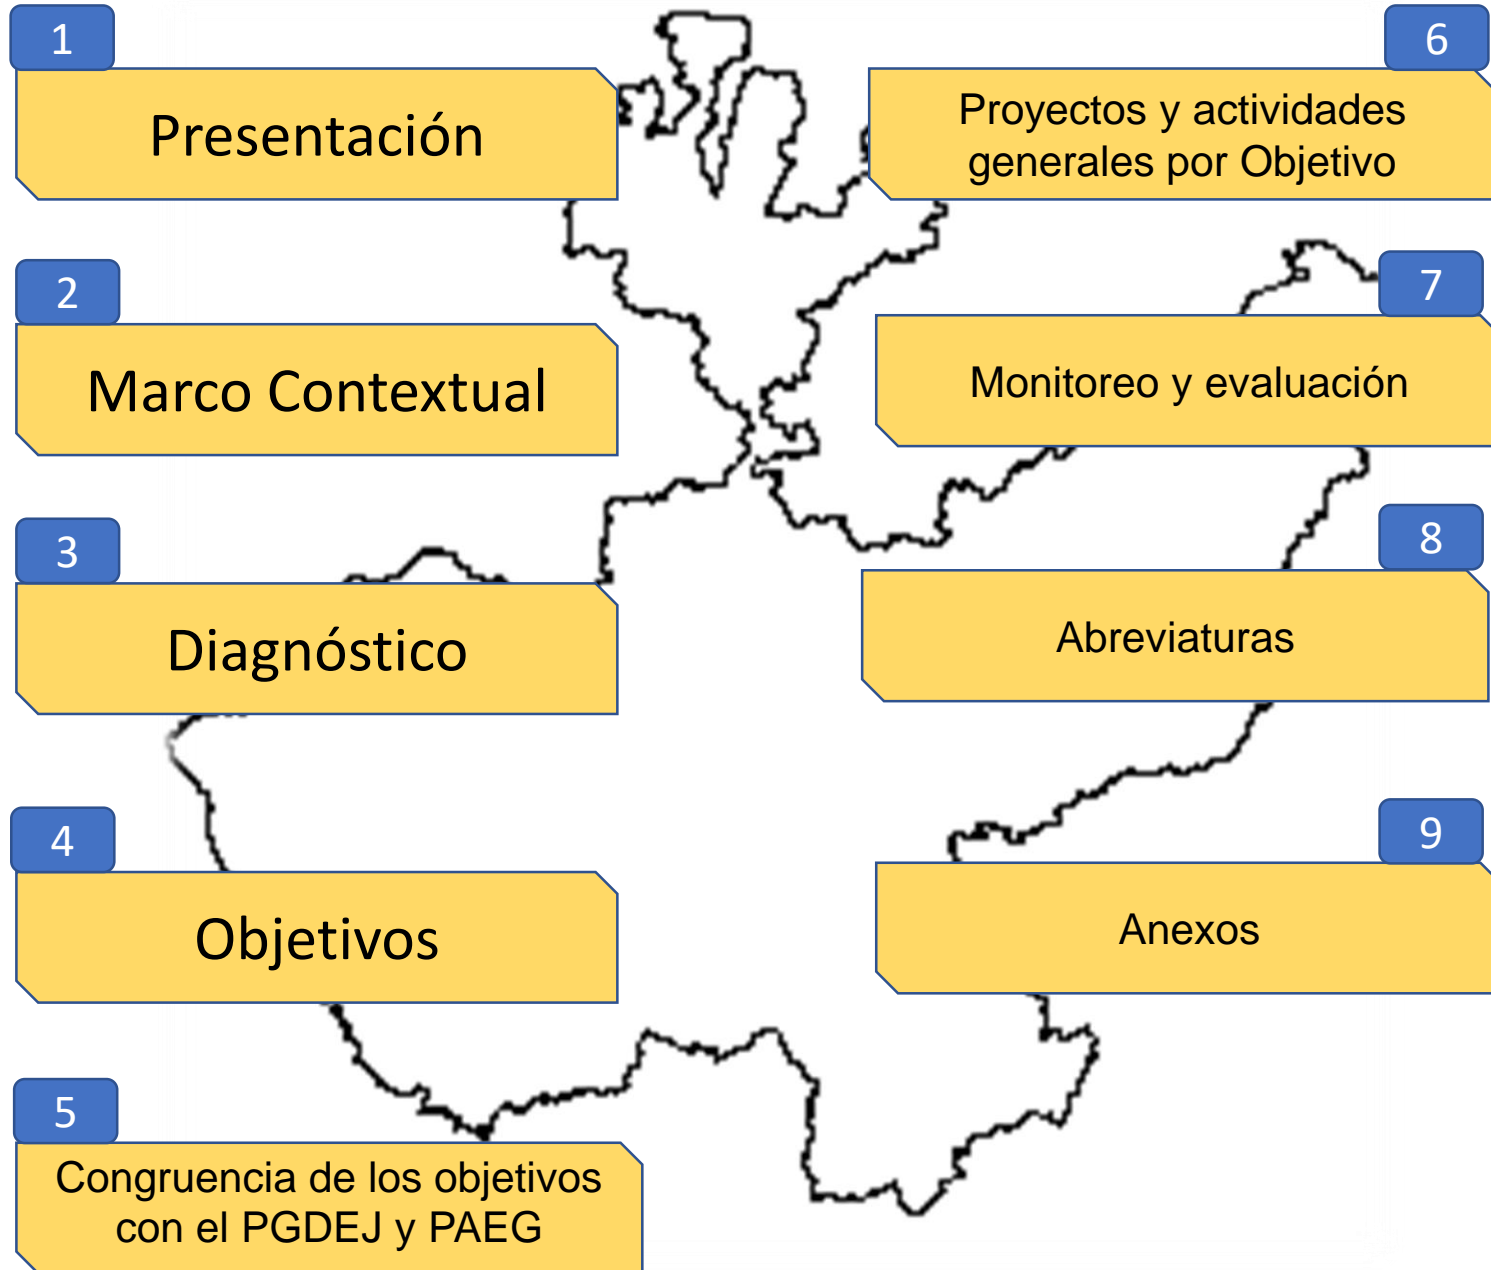 1
Presentación
2
Marco Contextual
3
Diagnóstico
4
Objetivos
5
Congruencia de los objetivos
con el PGDEJ y PAEG
6
Proyectos y actividades
generales por Objetivo
7
Monitoreo y evaluación
8
Abreviaturas
9
Anexos